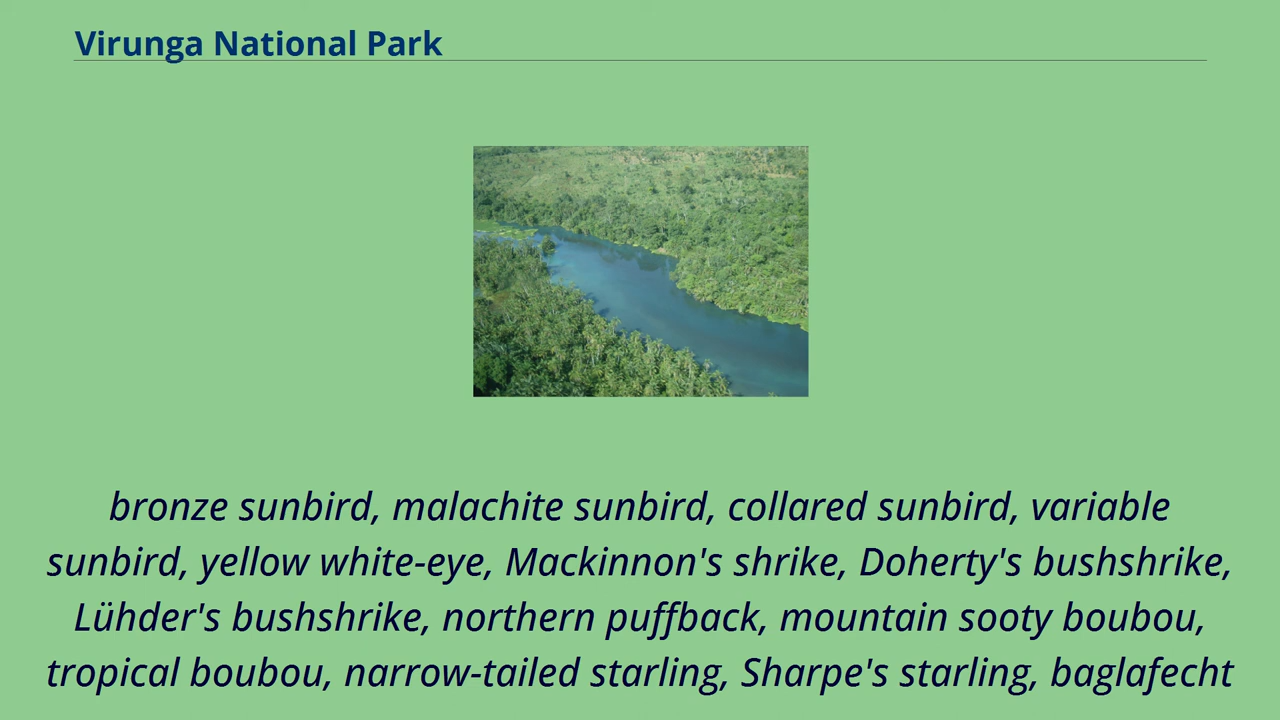 Virunga National Park
bronze sunbird, malachite sunbird, collared sunbird, variable
sunbird, yellow white-eye, Mackinnon's shrike, Doherty's bushshrike,
Lühder's bushshrike, northern puffback, mountain sooty boubou,
tropical boubou, narrow-tailed starling, Sharpe's starling, baglafecht